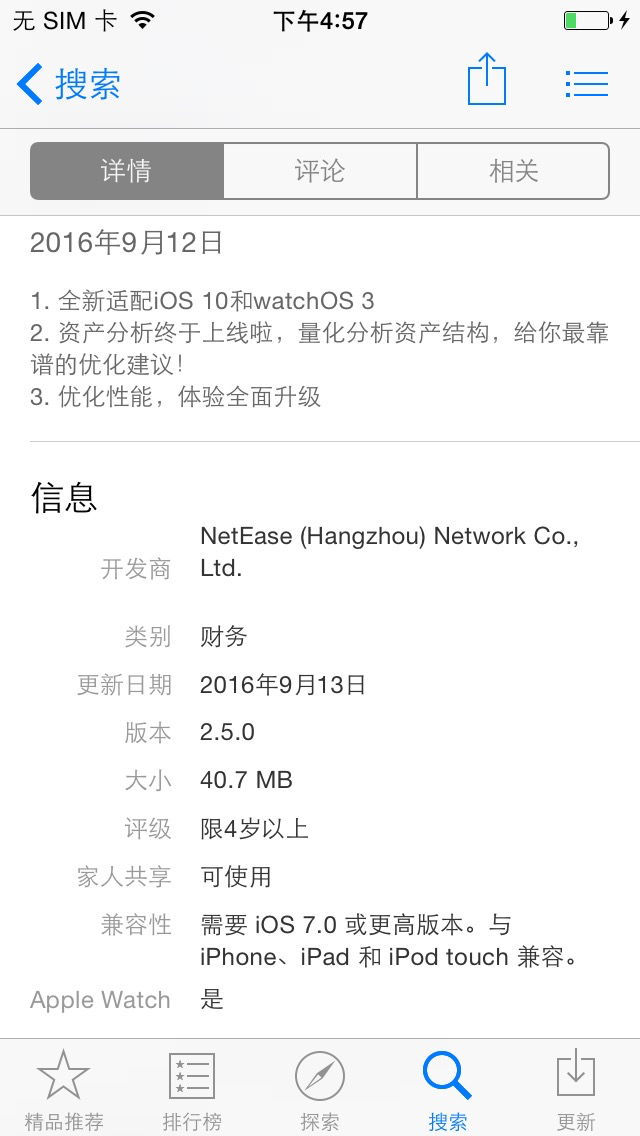 无 SIM 卡 下午4:57
搜索
详情 评论 相关
2016年9月12日
1. 全新适配iOS 10和watchOS 3
2. 资产分析终于上线啦，量化分析资产结构，给你最靠
谱的优化建议！
3. 优化性能，体验全面升级
信息
开发商 NetEase (Hangzhou) Network Co.,
Ltd.
类别 财务
更新日期 2016年9月13日
版本 2.5.0
大小 40.7 MB
评级 限4岁以上
家人共享 可使用
兼容性 需要 iOS 7.0 或更高版本。与
iPhone、iPad 和 iPod touch 兼容。
Apple Watch 是
精品推荐 排行榜 探索 搜索 更新